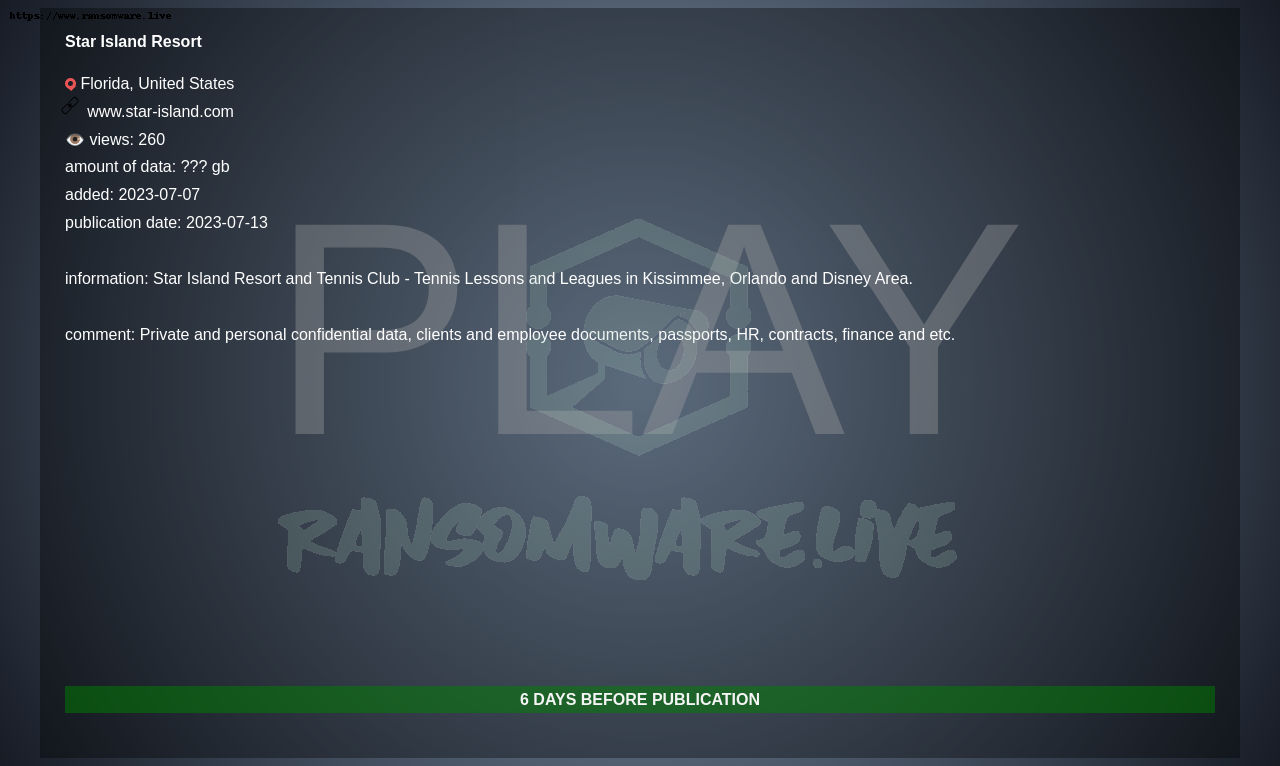 https://www.ransomware.live
Star Island Resort
Florida, United States
www.star-island.com
views: 260
amount of data: ??? gb
added: 2023-07-07
publication date: 2023-07-13
PLAY
information: Star Island Resort and Tennis Club - Tennis Lessons and Leagues in Kissimmee, Orlando and Disney Area.
comment: Private and personal confidential data, clients and employee documents, passports, HR, contracts, finance and etc.
RANSOMWARE.LIVE
6 DAYS BEFORE PUBLICATION